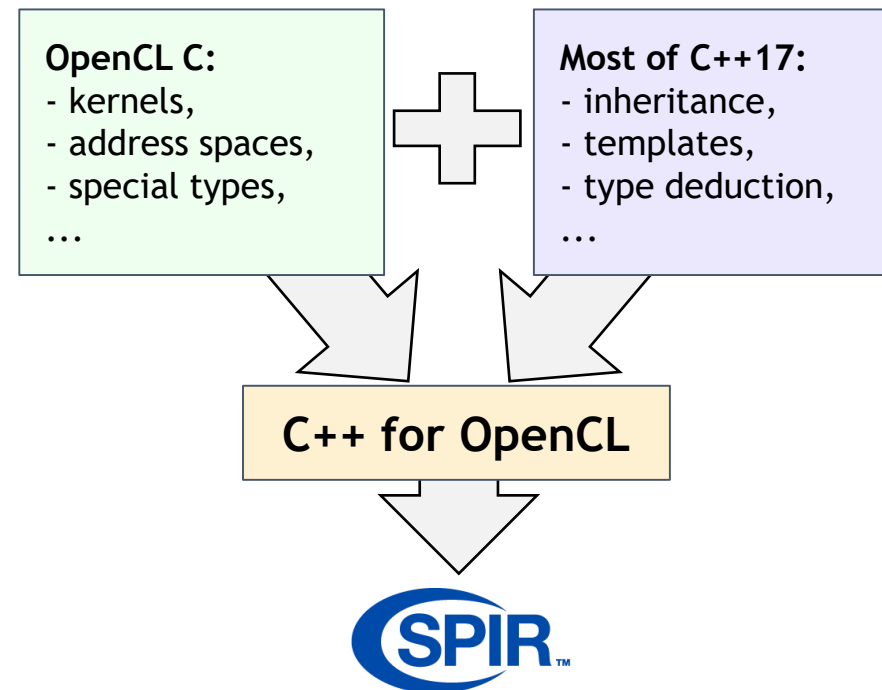 OpenCL C:
- kernels,
- address spaces,
- special types,
...
Most of C++17:
- inheritance,
- templates,
- type deduction,
...
C++ for OpenCL
SPIR™